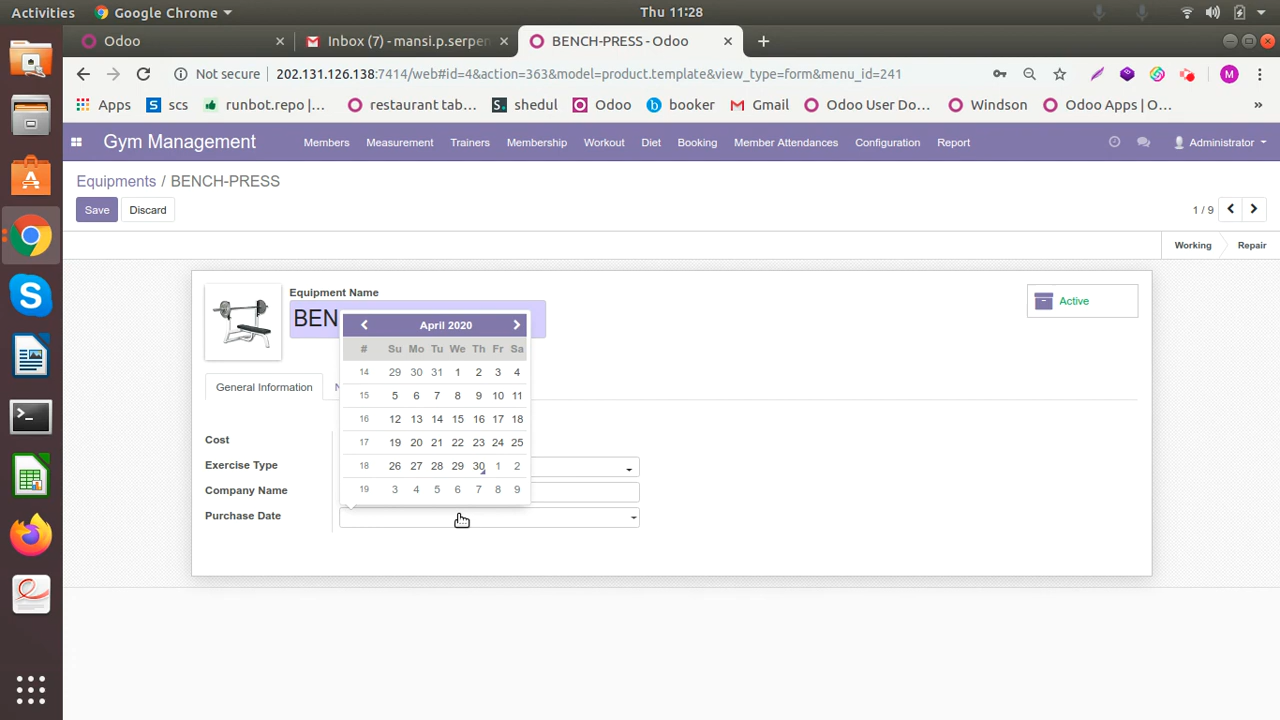 Activities Google Chrome Thu 11:28
Odoo Inbox (7) - mansi.p.serpen BENCH-PRESS - Odoo
Not secure 202.131.126.138:7414/web#id=4&action=363&model=product.template&view_type=form&menu_id=241 M
Apps scs runbot.repo |... restaurant tab... shedul Odoo booker Gmail Odoo User Do... Windson Odoo Apps | O... »
Gym Management Members Measurement Trainers Membership Workout Diet Booking Member Attendances Configuration Report Administrator
Equipments / BENCH-PRESS
Save Discard 1 / 9
Working Repair
Equipment Name
BEN
Active
April 2020
# Su Mo Tu We Th Fr Sa
14 29 30 31 1 2 3 4
15 5 6 7 8 9 10 11
16 12 13 14 15 16 17 18
17 19 20 21 22 23 24 25
18 26 27 28 29 30 1 2
19 3 4 5 6 7 8 9
General Information
Cost
Exercise Type
Company Name
Purchase Date